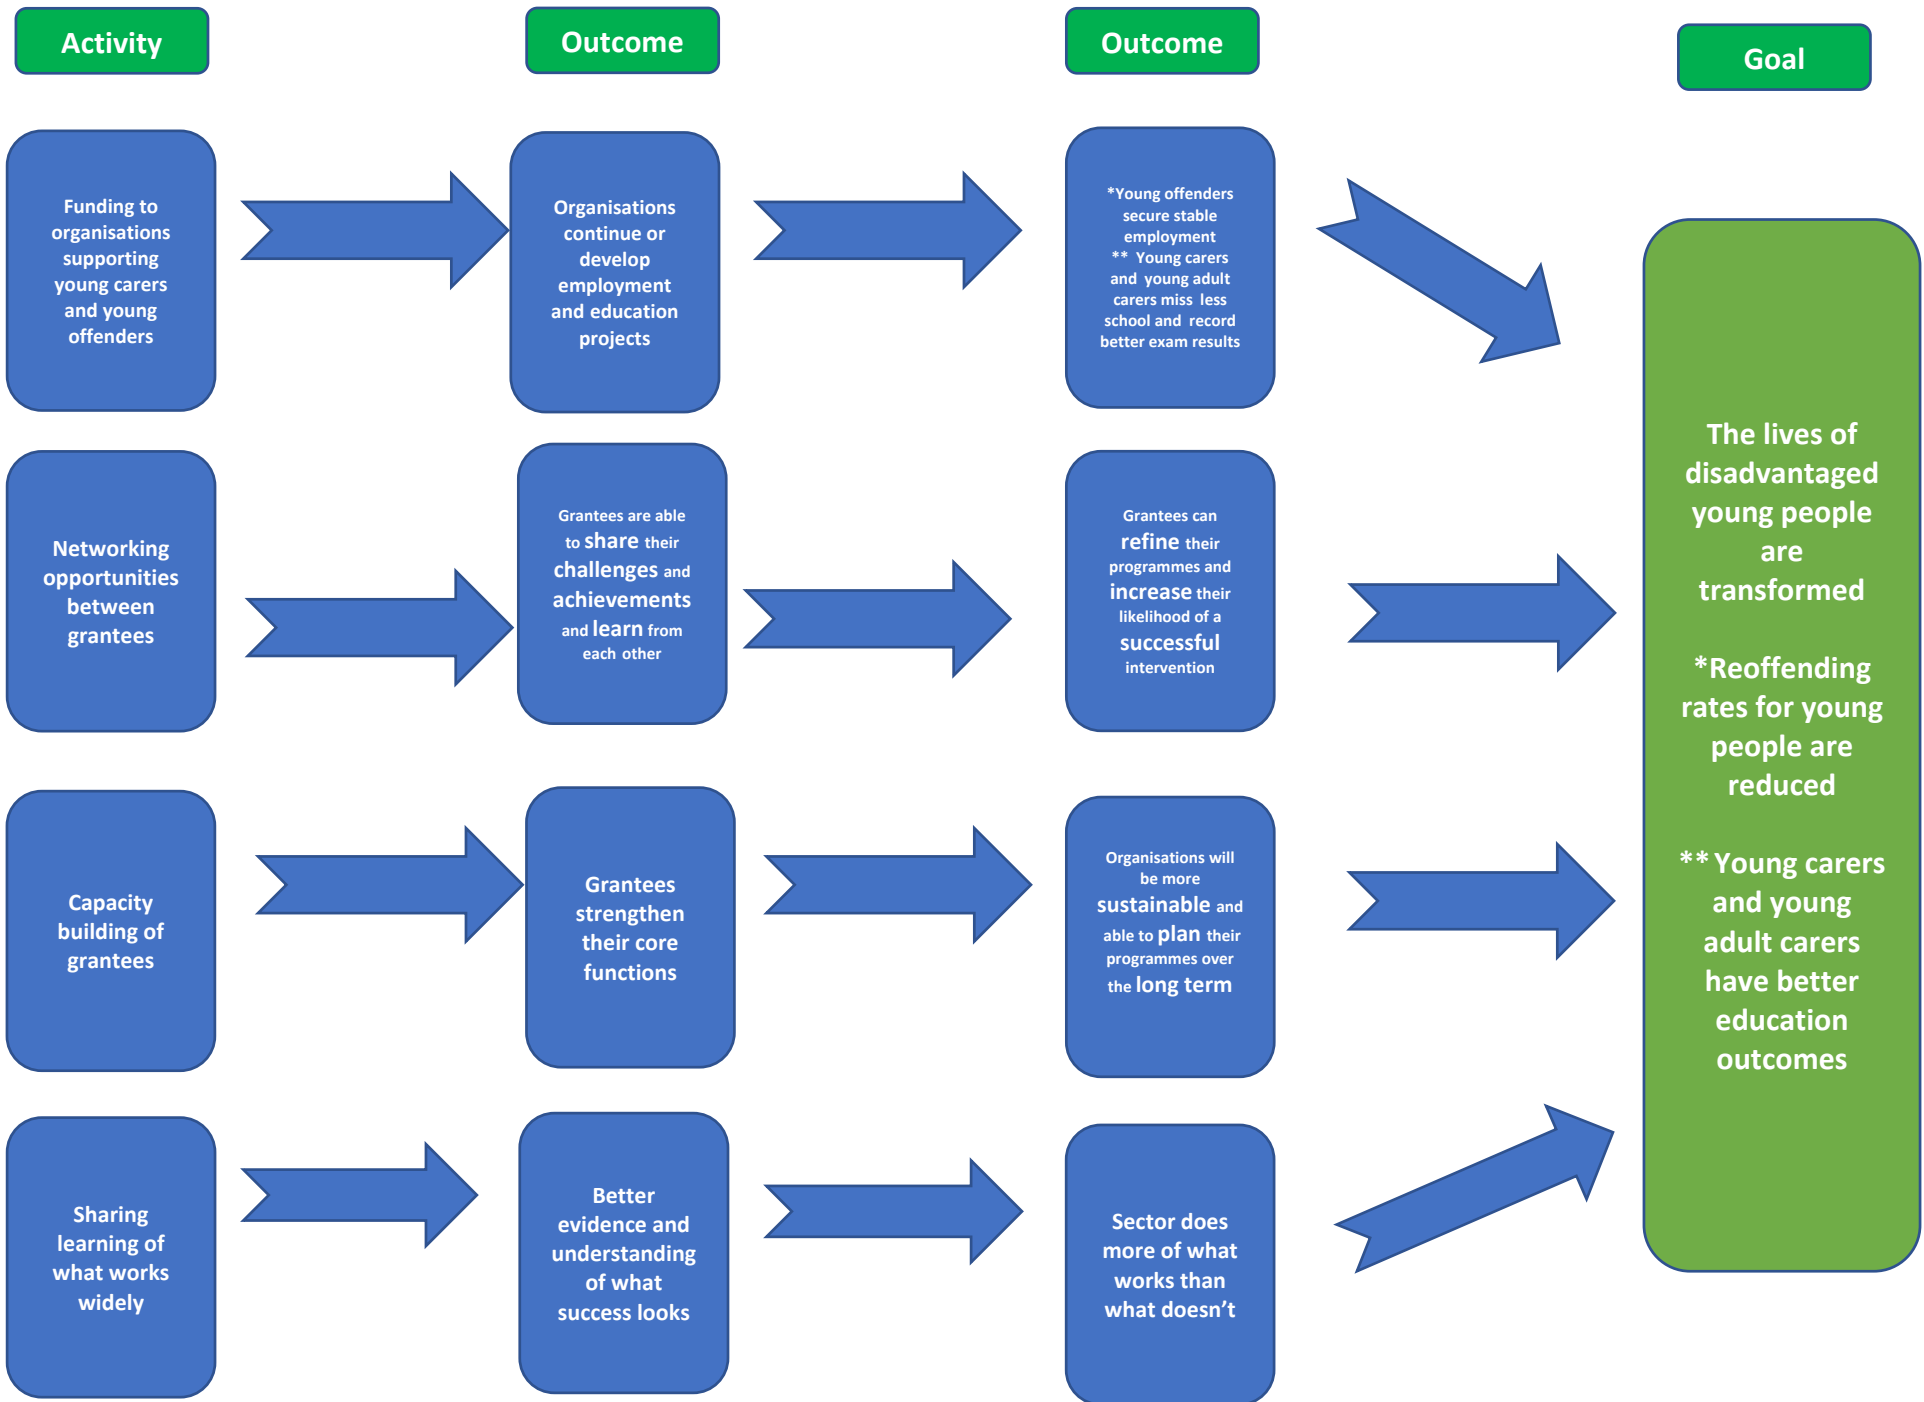 Activity
Outcome
Outcome
Goal
Funding to
organisations
supporting
young carers
and young
offenders
Organisations
continue or
develop
employment
and education
projects
*Young offenders
secure stable
employment
** Young carers
and young adult
carers miss less
school and record
better exam results
Networking
opportunities
between
grantees
Grantees are able
to share their
challenges and
achievements
and learn from
each other
Grantees can
refine their
programmes and
increase their
likelihood of a
successful
intervention
Capacity
building of
grantees
Grantees
strengthen
their core
functions
Organisations will
be more
sustainable and
able to plan their
programmes over
the long term
Sharing
learning of
what works
widely
Better
evidence and
understanding
of what
success looks
Sector does
more of what
works than
what doesn't
The lives of
disadvantaged
young people
are
transformed
*Reoffending
rates for young
people are
reduced
** Young carers
and young
adult carers
have better
education
outcomes